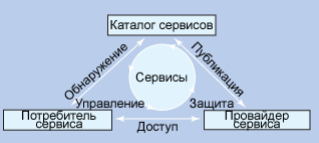 Каталог сервисов
Обнаружение
Публикация
Сервисы
Управление
Защита
Потребитель
сервиса
Доступ
Провайдер
сервиса